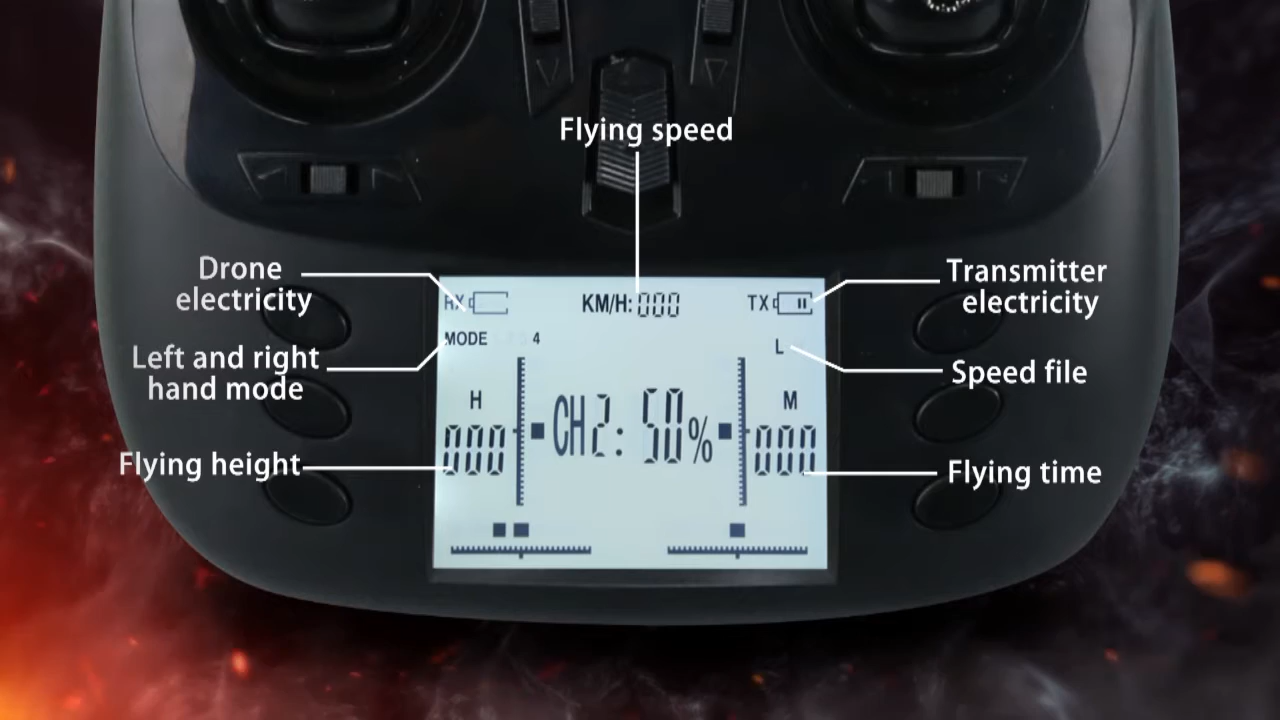 Flying speed
Drone
electricity
Transmitter
electricity
RX
KM/H:000
TX
MODE 4
L
Left and right
hand mode
Speed file
H
M
CH2: 50%
000
000
Flying height
Flying time